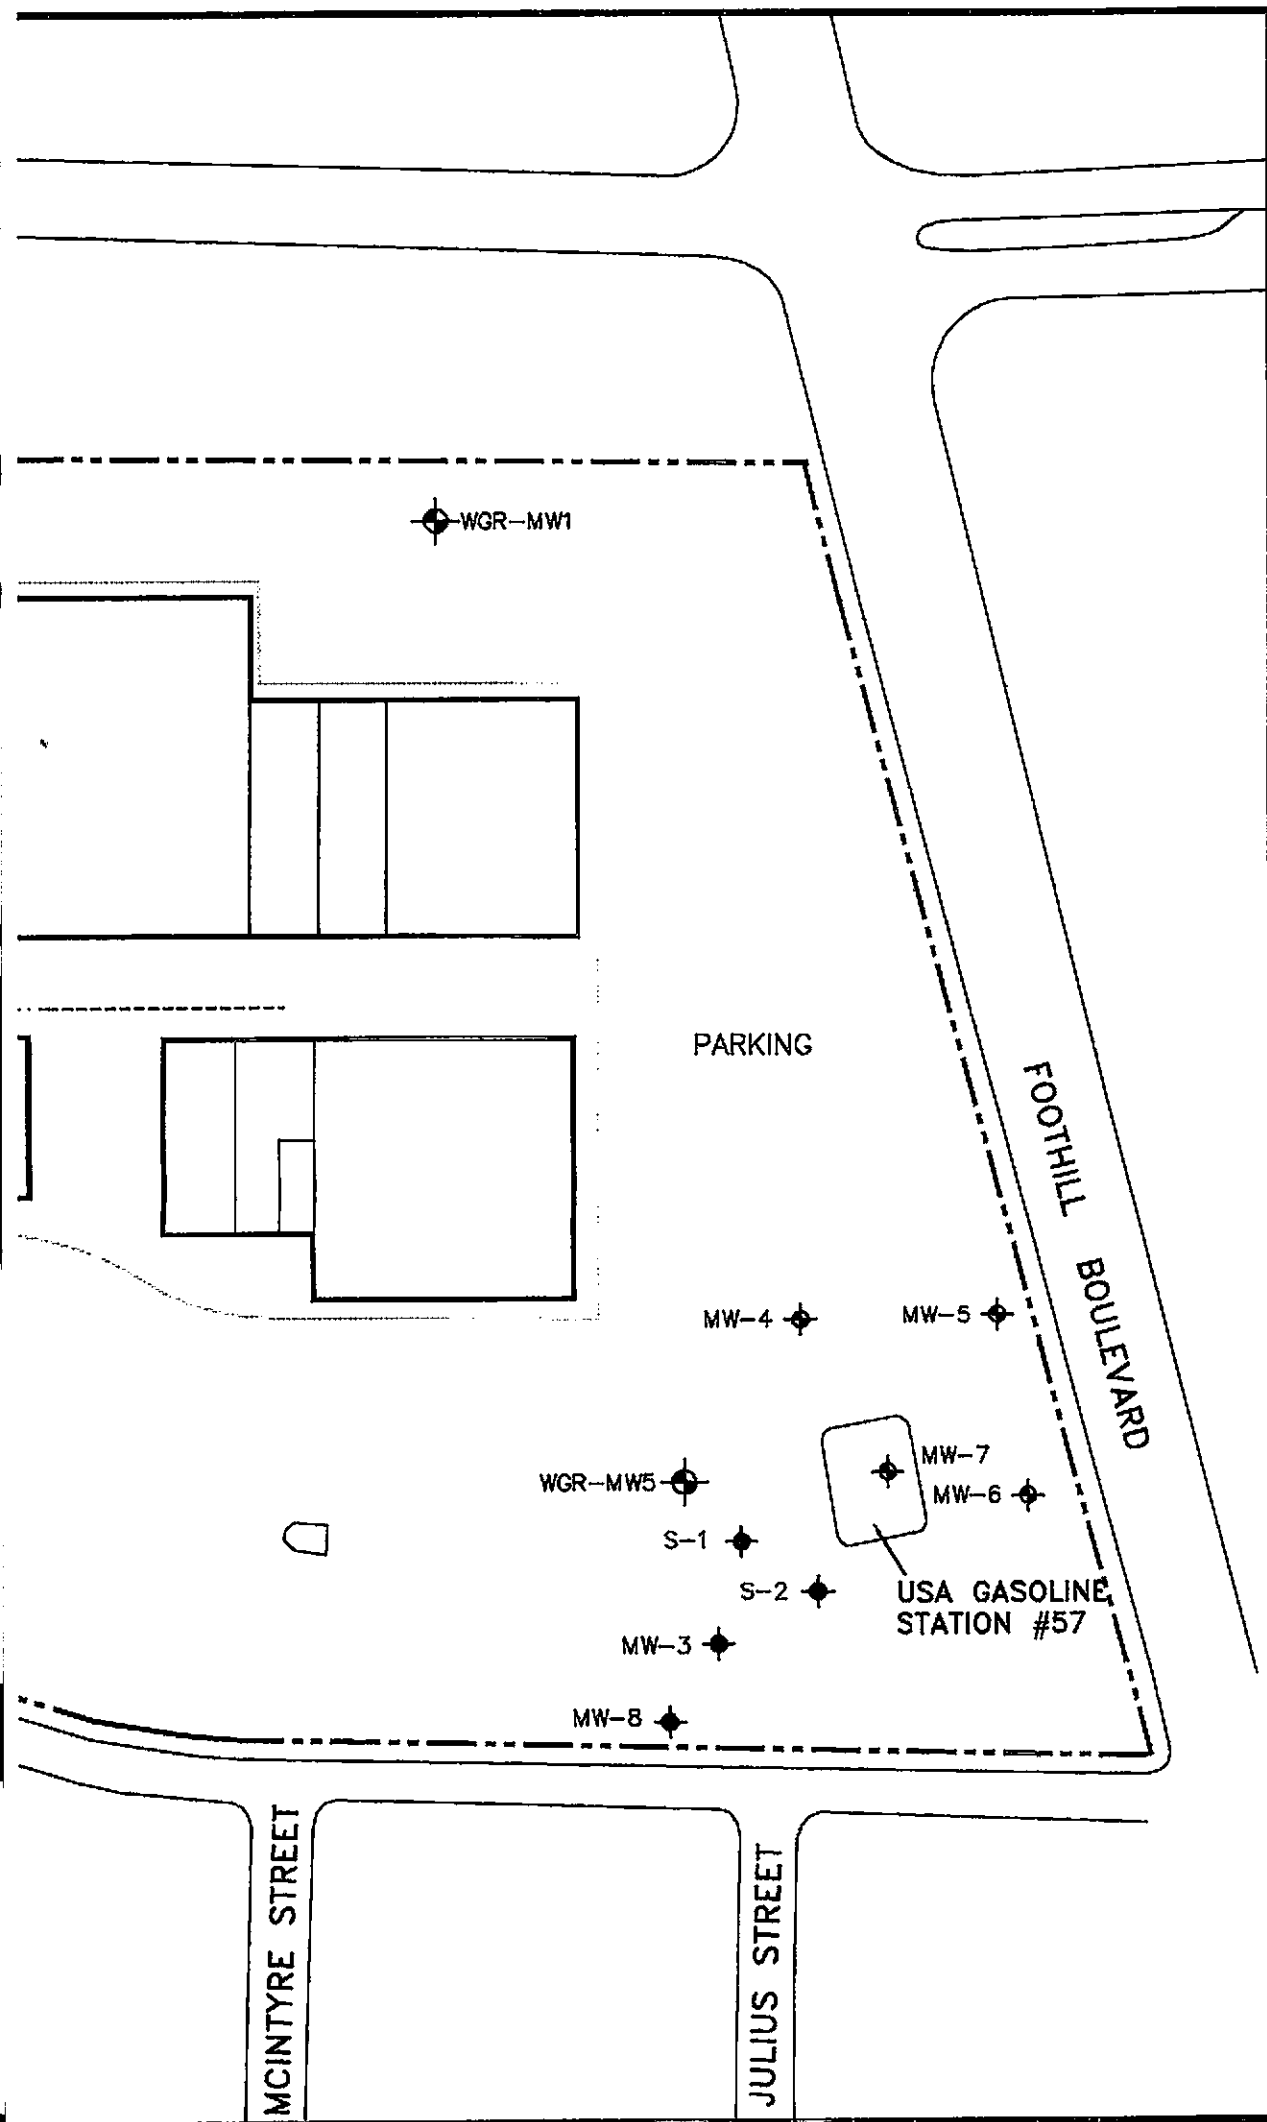 WGR-MW1
PARKING
FOOTHILL BOULEVARD
MW-4
MW-5
MW-7
WGR-MW5
MW-6
S-1
S-2
USA GASOLINE
STATION #57
MW-3
MW-8
MCINTYRE STREET
JULIUS STREET